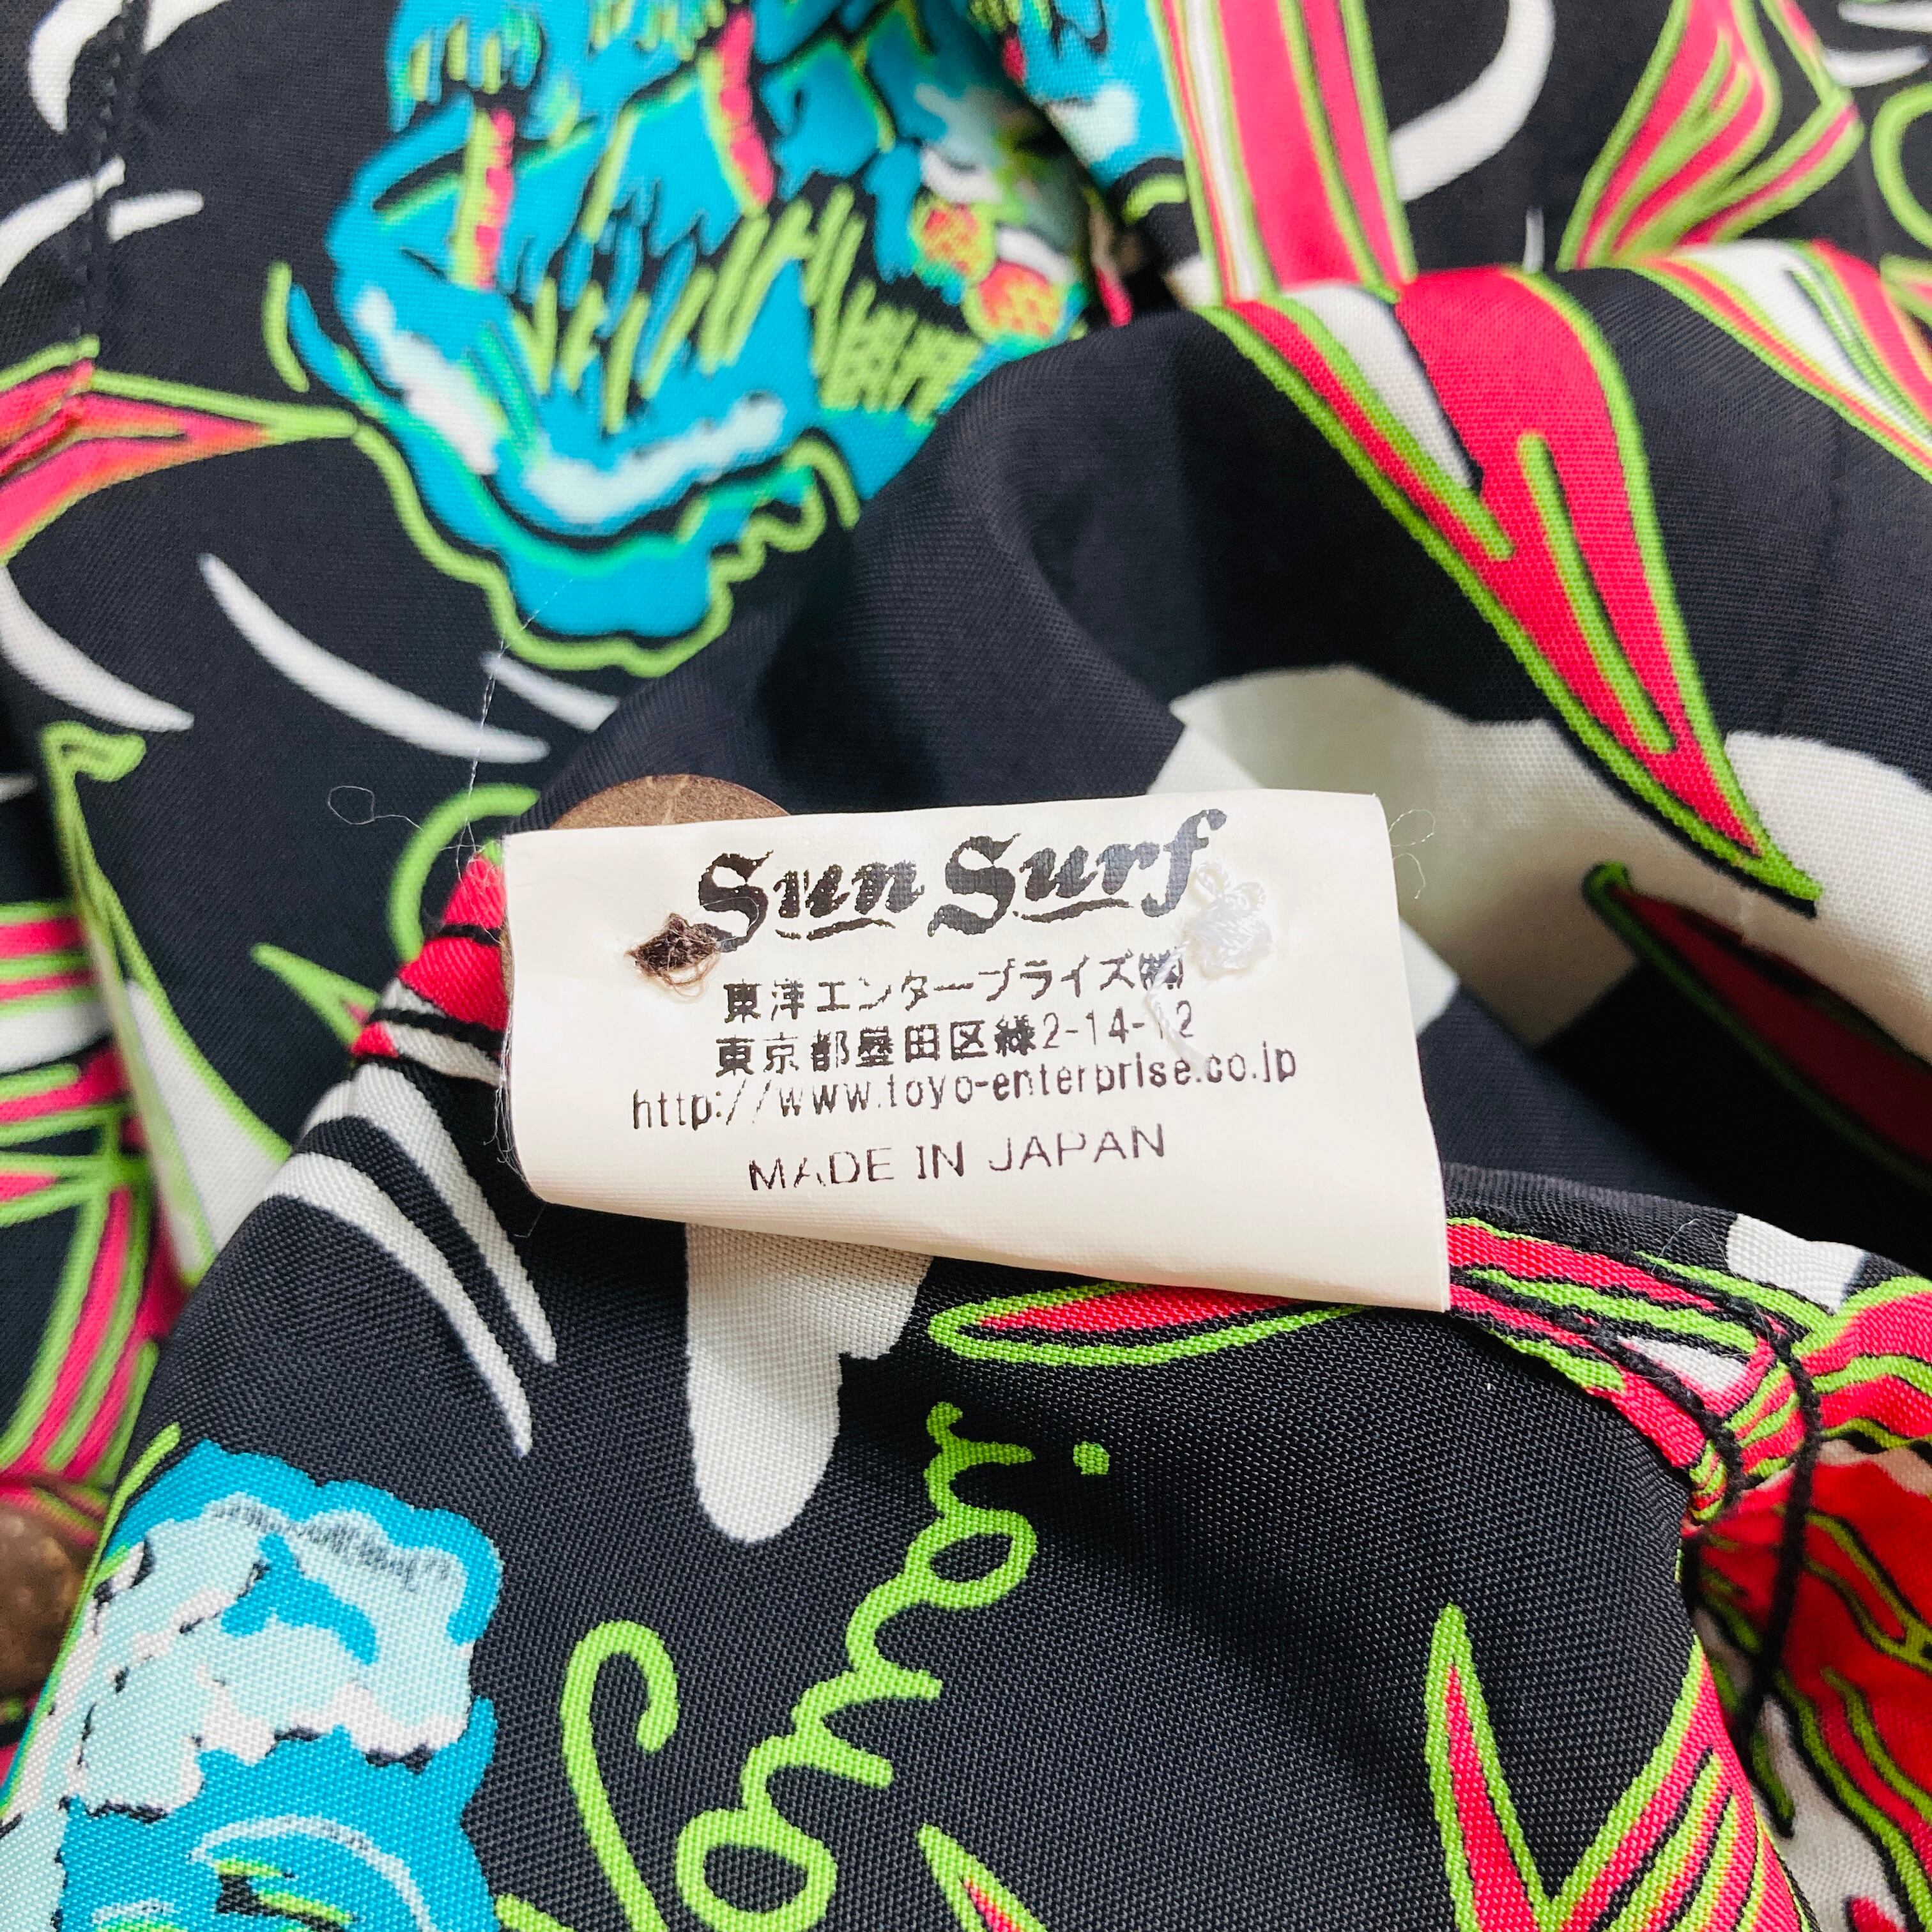 Sun Surf
東洋エンタープライズ㈱
東京都墨田区緑2-14-12
http://www.toyo-enterprise.co.jp
MADE IN JAPAN